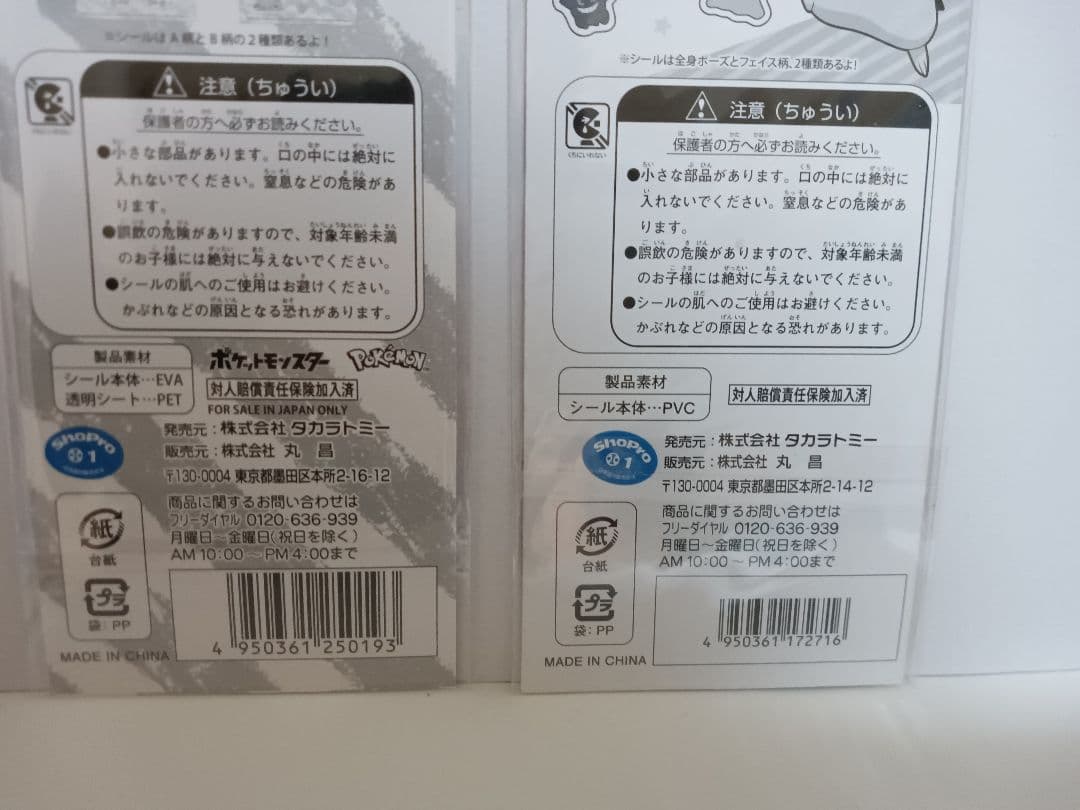 ※シールはA柄とB柄の2種類あるよ!
注意(ちゅうい)
保護者の方へ必ずお読みください。
●小さな部品があります。口の中には絶対に
入れないでください。窒息などの危険があ
ります。
●誤飲の危険がありますので、対象年齢未満
のお子様には絶対に与えないでください。
●シールの肌へのご使用はお避けください。
かぶれなどの原因となる恐れがあります。
製品素材
シール本体…EVA
透明シート…PET
ポケットモンスター
POKéMON
対人賠償責任保険加入済
FOR SALE IN JAPAN ONLY
ShoPro
1
発売元:株式会社 タカラトミー
販売元:株式会社 丸 昌
〒130-0004 東京都墨田区本所2-16-12
商品に関するお問い合わせは
フリーダイヤル 0120-636-939
月曜日〜金曜日(祝日を除く)
AM 10:00 〜 PM 4:00まで
紙
台紙
プラ
袋:PP
MADE IN CHINA
4 950361 250193
※シールは全身ポーズとフェイス柄、2種類あるよ!
くちにいれない
注意(ちゅうい)
保護者の方へ必ずお読みください。
●小さな部品があります。口の中には絶対に
入れないでください。窒息などの危険があ
ります。
●誤飲の危険がありますので、対象年齢未満
のお子様には絶対に与えないでください。
●シールの肌へのご使用はお避けください。
かぶれなどの原因となる恐れがあります。
製品素材
シール本体…PVC
対人賠償責任保険加入済
ShoPro
1
発売元:株式会社 タカラトミー
販売元:株式会社 丸 昌
〒130-0004 東京都墨田区本所2-14-12
商品に関するお問い合わせは
フリーダイヤル 0120-636-939
月曜日〜金曜日(祝日を除く)
AM 10:00 〜 PM 4:00まで
紙
台紙
プラ
袋:PP
MADE IN CHINA
4 950361 172716